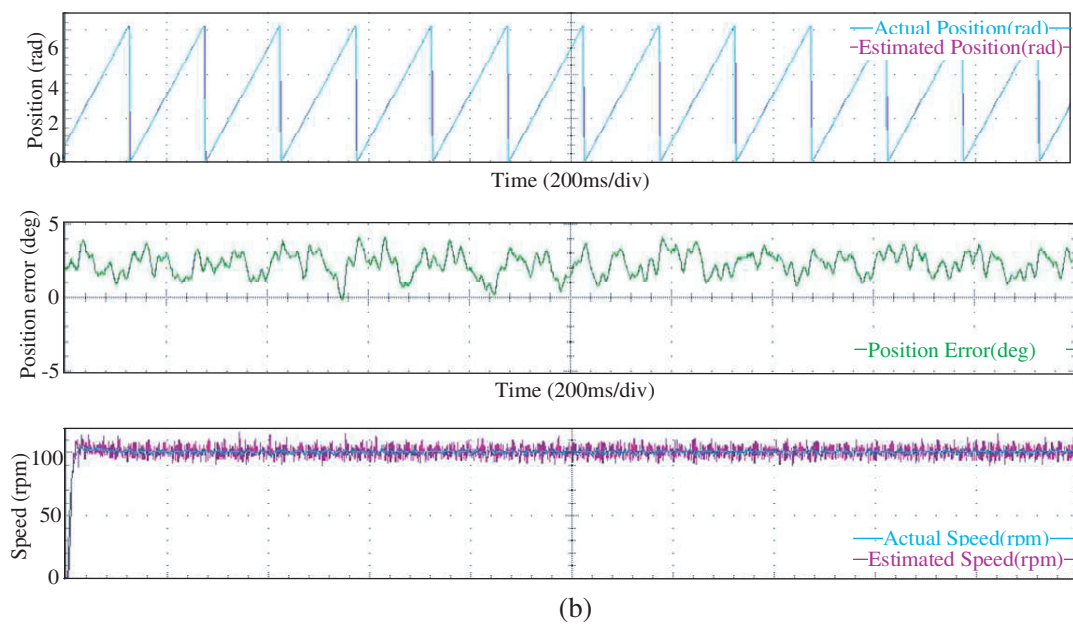 Position (rad)
6
4
2
0
Actual Position(rad)
Estimated Position(rad)
Time (200ms/div)
Position error (deg)
5
0
-5
Position Error(deg)
Time (200ms/div)
Speed (rpm)
100
50
0
Actual Speed(rpm)
Estimated Speed(rpm)
(b)